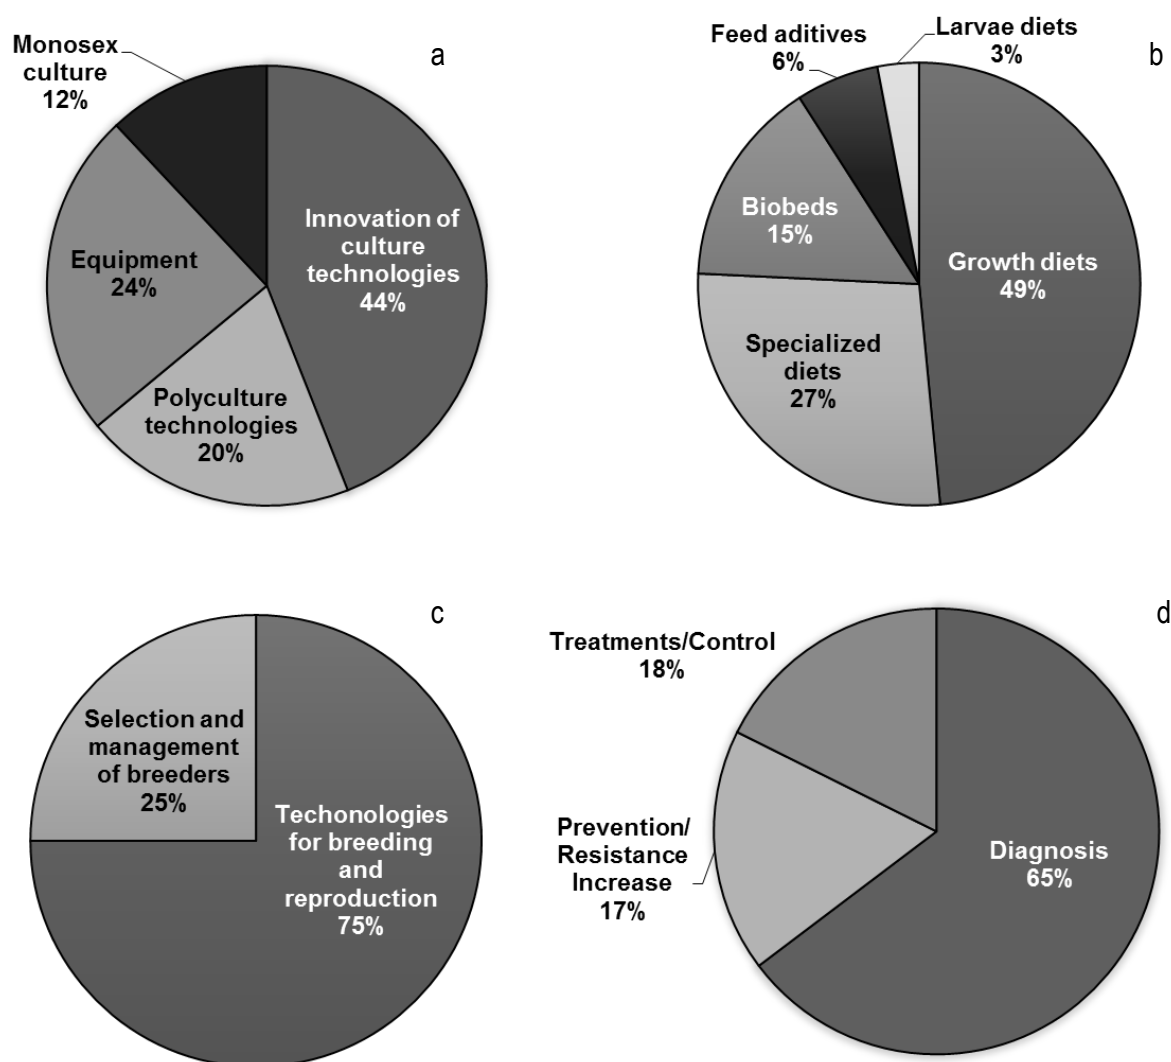 a
Monosex
culture
12%
Innovation of
culture
technologies
44%
Equipment
24%
Polyculture
technologies
20%
b
Feed aditives
6%
Larvae diets
3%
Biobeds
15%
Growth diets
49%
Specialized
diets
27%
c
Selection and
management
of breeders
25%
Techonologies
for breeding
and
reproduction
75%
d
Treatments/Control
18%
Prevention/
Resistance
Increase
17%
Diagnosis
65%